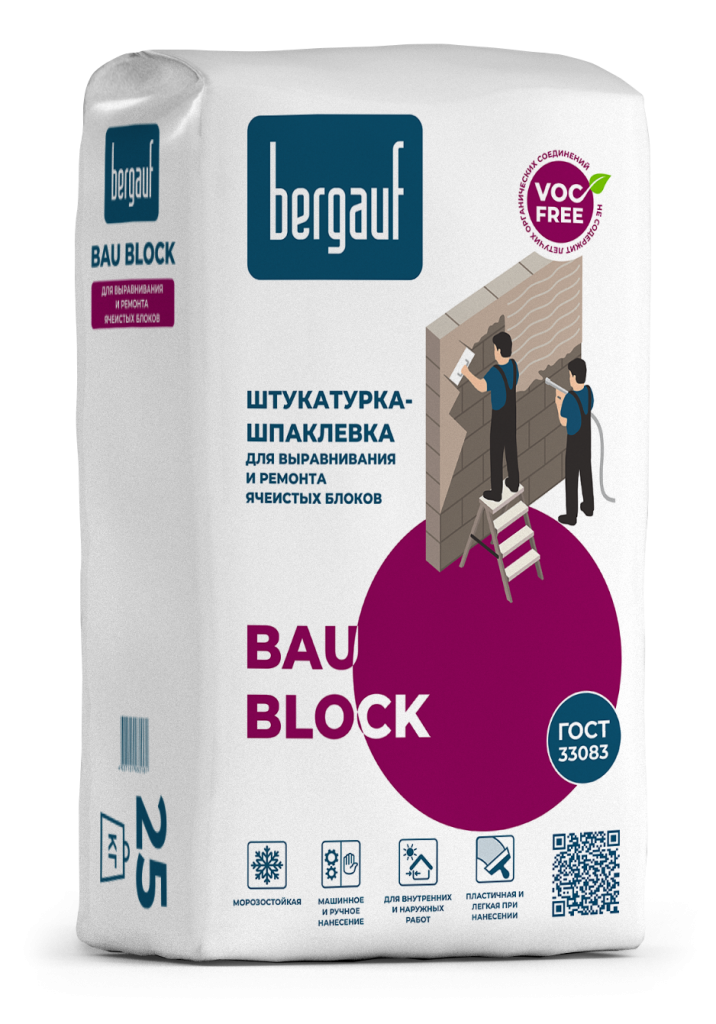 bergauf
BAU BLOCK
ДЛЯ ВЫРАВНИВАНИЯ
И РЕМОНТА
ЯЧЕИСТЫХ БЛОКОВ
25
КГ
bergauf
НЕ СОДЕРЖИТ ЛЕТУЧИХ ОРГАНИЧЕСКИХ СОЕДИНЕНИЙ
VOC
FREE
ШТУКАТУРКА-
ШПАКЛЕВКА
ДЛЯ ВЫРАВНИВАНИЯ
И РЕМОНТА
ЯЧЕИСТЫХ БЛОКОВ
BAU
BLOCK
ГОСТ
33083
МОРОЗОСТОЙКАЯ
МАШИННОЕ
И РУЧНОЕ
НАНЕСЕНИЕ
ДЛЯ ВНУТРЕННИХ
И НАРУЖНЫХ
РАБОТ
ПЛАСТИЧНАЯ И
ЛЕГКАЯ ПРИ
НАНЕСЕНИИ